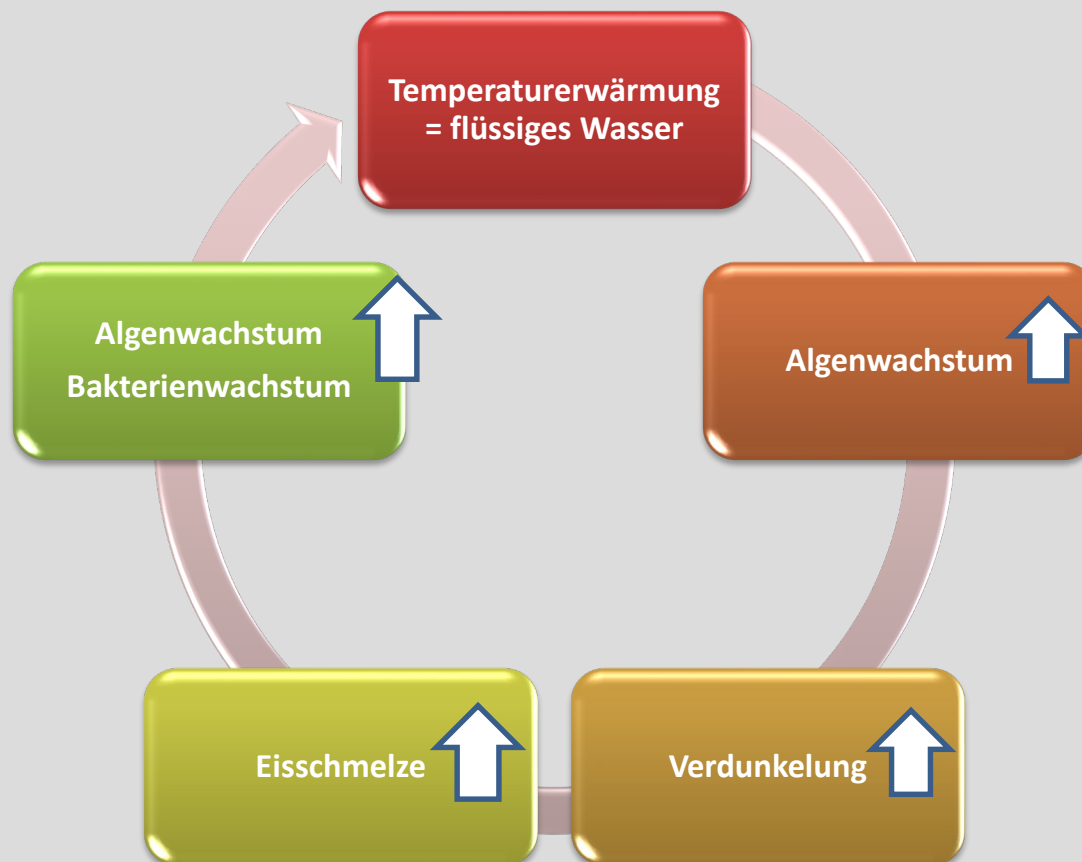 Temperaturerwärmung
= flüssiges Wasser
Algenwachstum
Verdunkelung
Eisschmelze
Algenwachstum
Bakterienwachstum